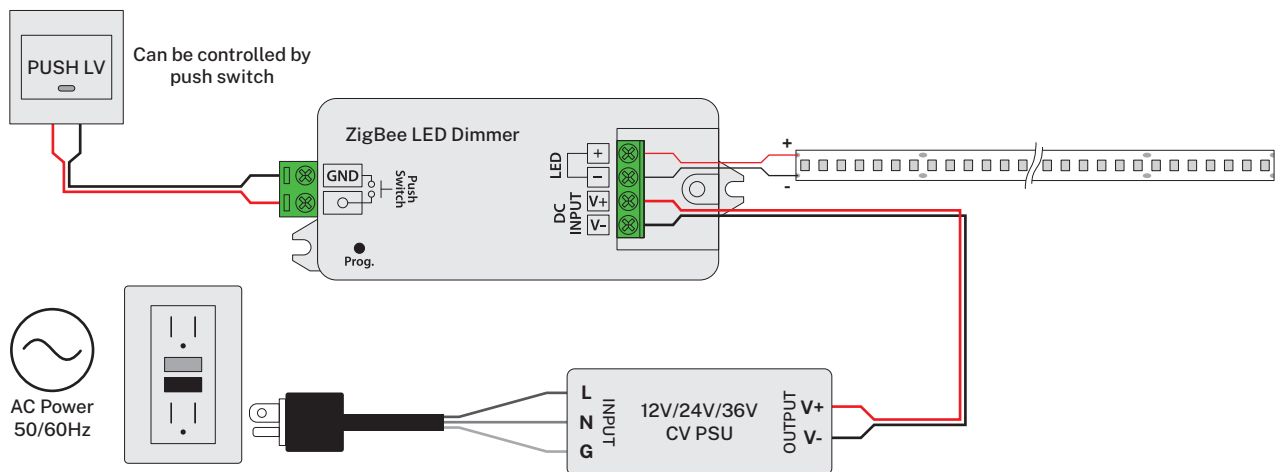 PUSH LV
Can be controlled by
push switch
ZigBee LED Dimmer
GND
Push
Switch
Prog.
LED
+
−
DC
INPUT
V+
V-
+
-
AC Power
50/60Hz
L
N
G
INPUT
12V/24V/36V
CV PSU
OUTPUT
V+
V-